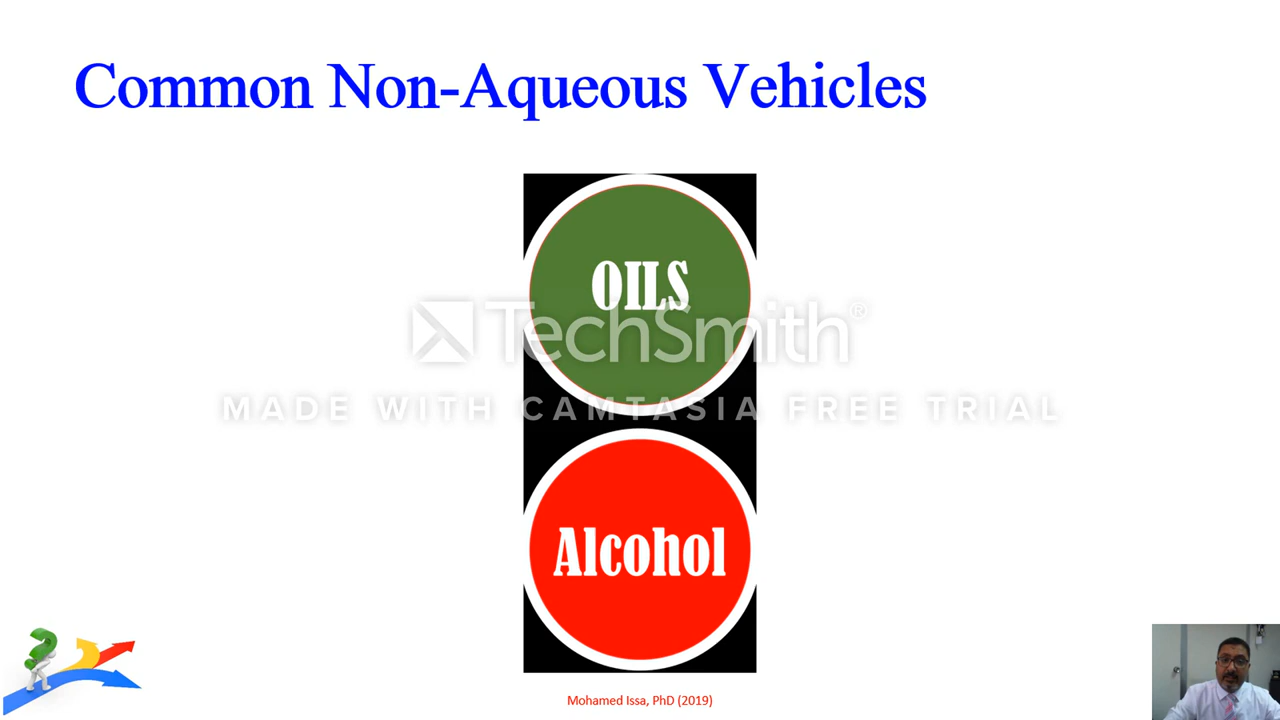 Common Non-Aqueous Vehicles
OILS
TechSmith®
MADE WITH CAMTASIA FREE TRIAL
Alcohol
Mohamed Issa, PhD (2019)